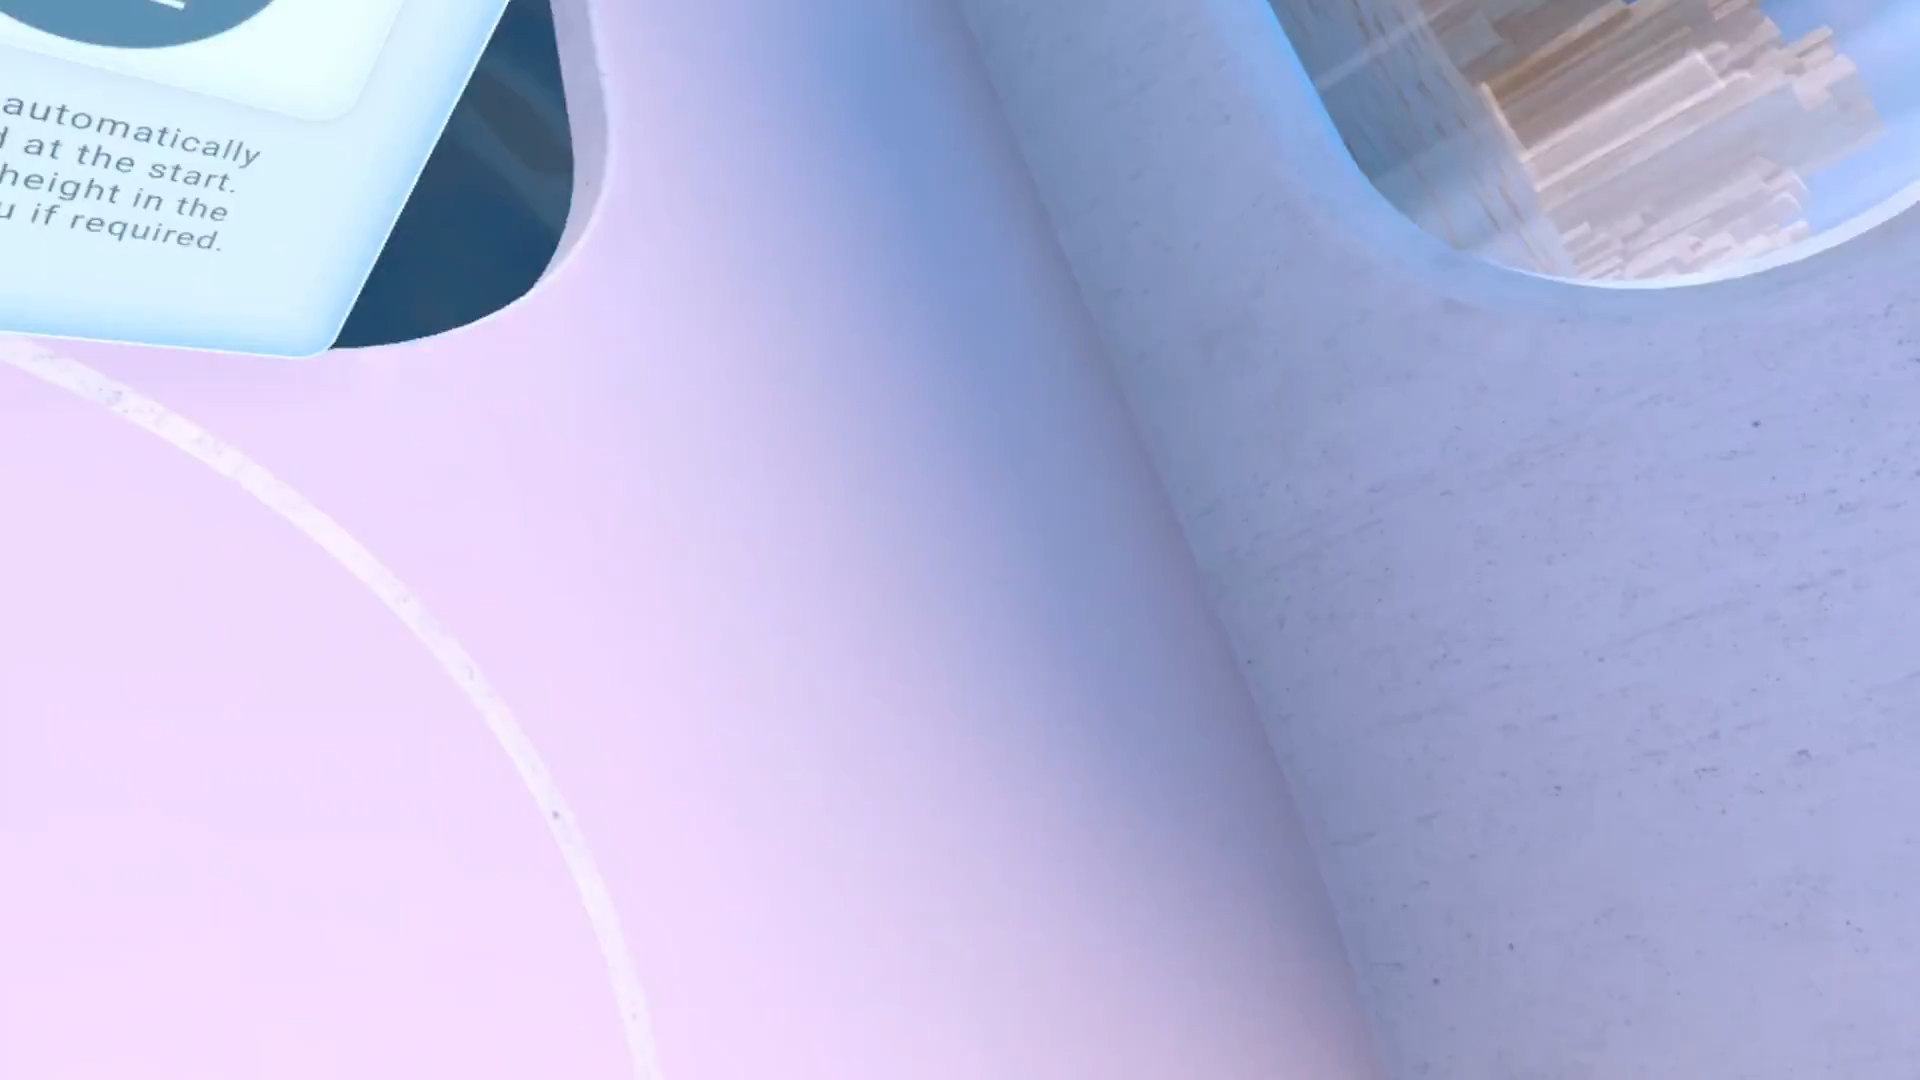 automatically
at the start.
height in the
if required.